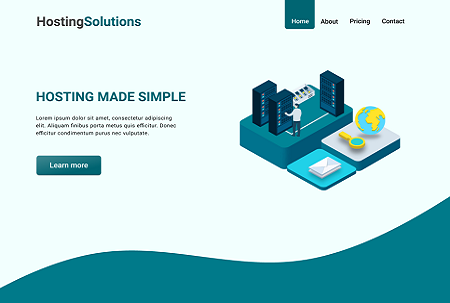 HostingSolutions
Home
About
Pricing
Contact
HOSTING MADE SIMPLE
Lorem ipsum dolor sit amet, consectetur adipiscing
elit. Aliquam porta metus quis efficitur. Donec
efficitur condimentum purus nec vulputate.
Learn more